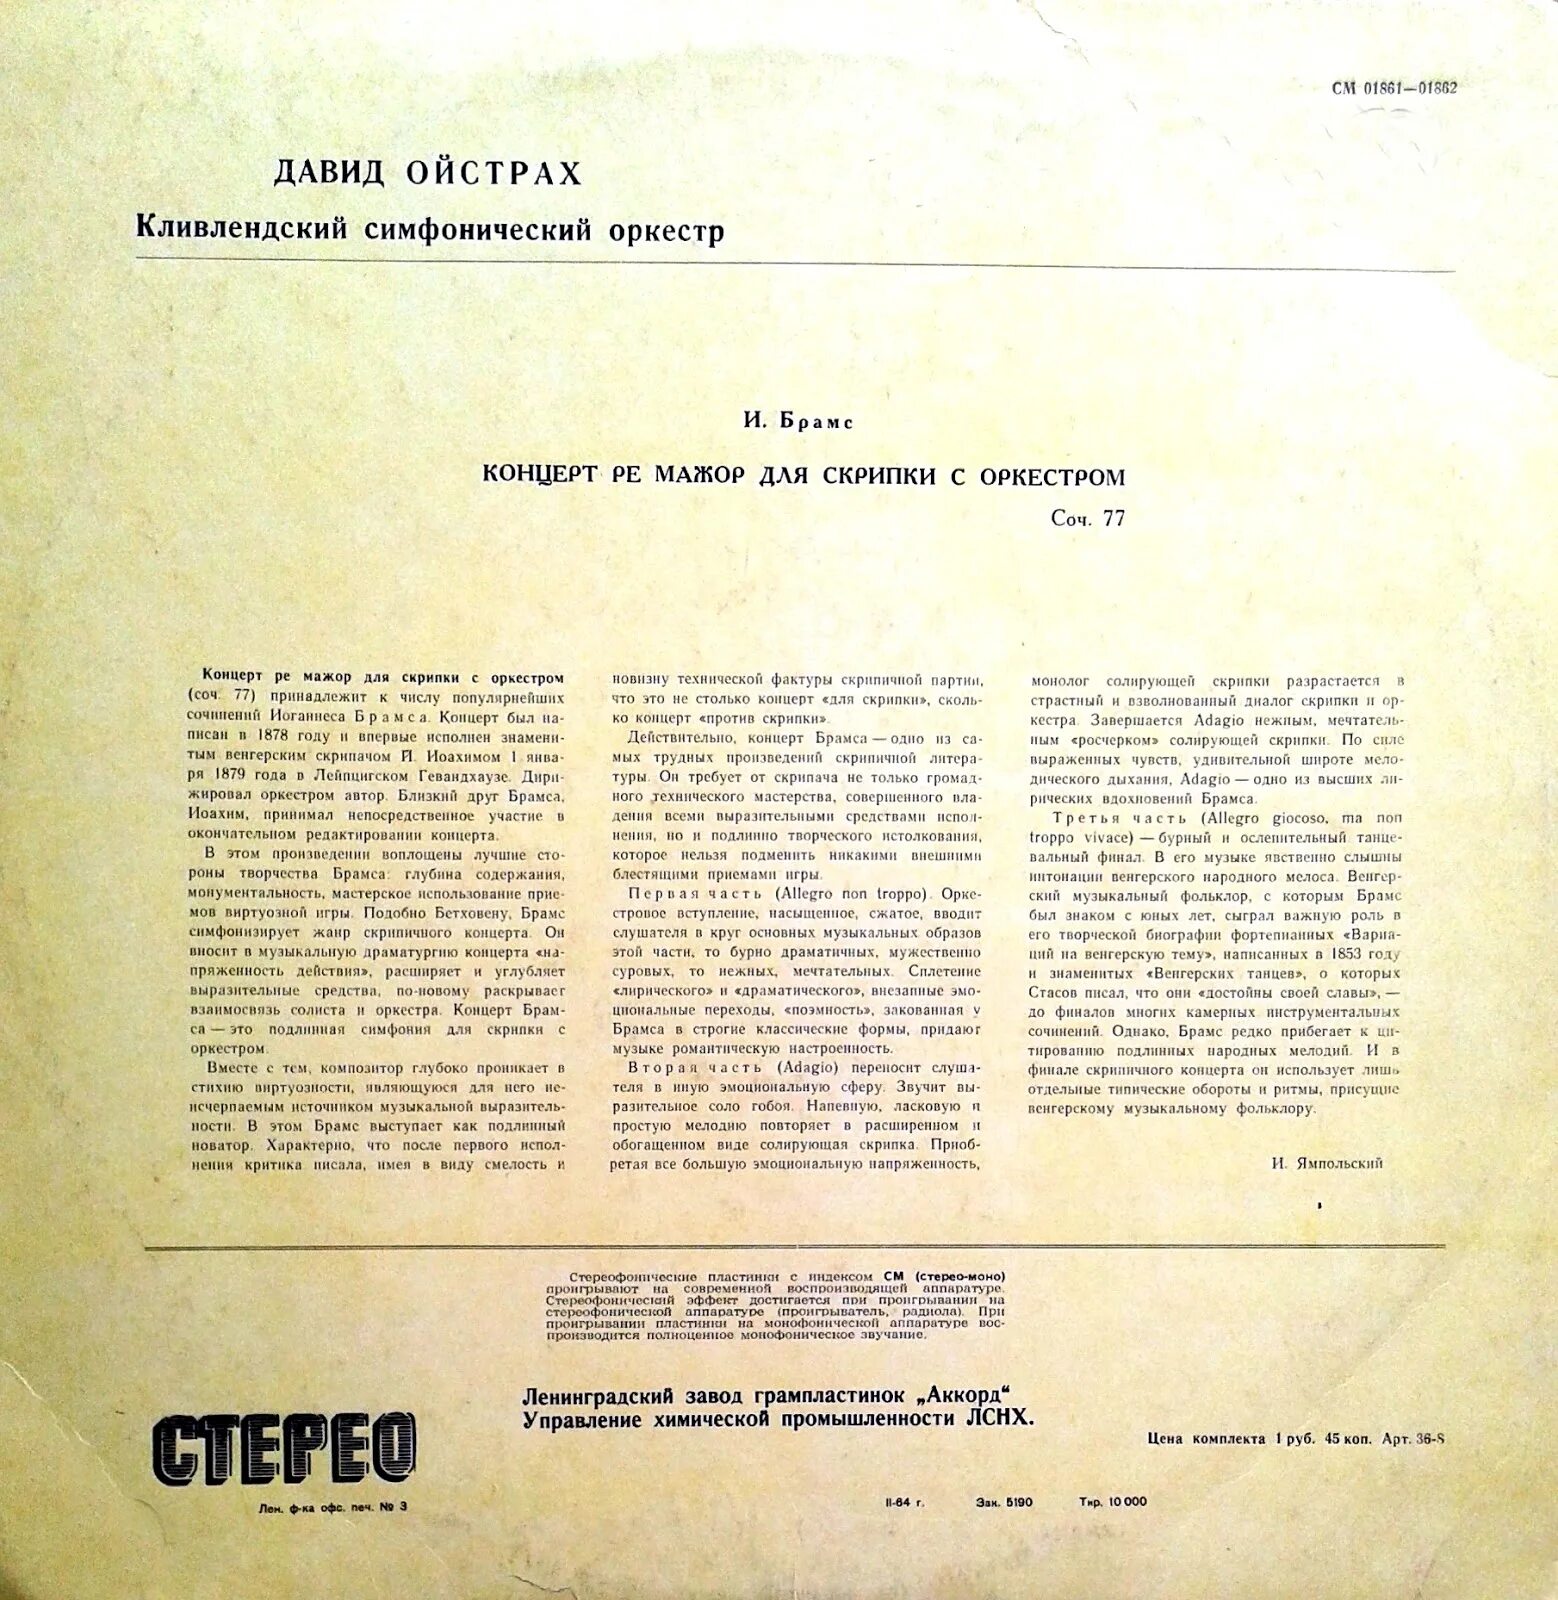 СМ 01861—01862
ДАВИД ОЙСТРАХ
Кливлендский симфонический оркестр
И. Брамс
КОНЦЕРТ РЕ МАЖОР ДЛЯ СКРИПКИ С ОРКЕСТРОМ
Соч. 77
Концерт ре мажор для скрипки с оркестром
(соч. 77) принадлежит к числу популярнейших
сочинений Иоганнеса Брамса. Концерт был на-
писан в 1878 году и впервые исполнен знамени-
тым венгерским скрипачом И. Иоахимом 1 янва-
ря 1879 года в Лейпцигском Гевандхаузе. Дири-
жировал оркестром автор. Близкий друг Брамса,
Иоахим, принимал непосредственное участие в
окончательном редактировании концерта.
В этом произведении воплощены лучшие сто-
роны творчества Брамса: глубина содержания,
монументальность, мастерское использование прие-
мов виртуозной игры. Подобно Бетховену, Брамс
симфонизирует жанр скрипичного концерта. Он
вносит в музыкальную драматургию концерта «на-
пряженность действия», расширяет и углубляет
выразительные средства, по-новому раскрывает
взаимосвязь солиста и оркестра. Концерт Брам-
са — это подлинная симфония для скрипки с
оркестром.
Вместе с тем, композитор глубоко проникает в
стихию виртуозности, являющуюся для него не-
исчерпаемым источником музыкальной выразитель-
ности. В этом Брамс выступает как подлинный
новатор. Характерно, что после первого испол-
нения критика писала, имея в виду смелость и
новизну технической фактуры скрипичной партии,
что это не столько концерт «для скрипки», сколь-
ко концерт «против скрипки».
Действительно, концерт Брамса — одно из са-
мых трудных произведений скрипичной литера-
туры. Он требует от скрипача не только громад-
ного технического мастерства, совершенного вла-
дения всеми выразительными средствами испол-
нения, но и подлинно творческого истолкования,
которое нельзя подменить никакими внешними
блестящими приемами игры.
Первая часть (Allegro non troppo). Орке-
стровое вступление, насыщенное, сжатое, вводит
слушателя в круг основных музыкальных образов
этой части, то бурно драматичных, мужественно
суровых, то нежных, мечтательных. Сплетение
«лирического» и «драматического», внезапные эмо-
циональные переходы, «поэмность», закованная у
Брамса в строгие классические формы, придают
музыке романтическую настроенность.
Вторая часть (Adagio) переносит слуша-
теля в иную эмоциональную сферу. Звучит вы-
разительное соло гобоя. Напевную, ласковую и
простую мелодию повторяет в расширенном и
обогащенном виде солирующая скрипка. Приоб-
ретая все большую эмоциональную напряженность,
монолог солирующей скрипки разрастается в
страстный и взволнованный диалог скрипки и ор-
кестра. Завершается Adagio нежным, мечтатель-
ным «росчерком» солирующей скрипки. По силе
выраженных чувств, удивительной широте мело-
дического дыхания, Adagio — одно из высших ли-
рических вдохновений Брамса.
Третья часть (Allegro giocoso, ma non
troppo vivace) — бурный и ослепительный танце-
вальный финал. В его музыке явственно слышны
интонации венгерского народного мелоса. Венгер-
ский музыкальный фольклор, с которым Брамс
был знаком с юных лет, сыграл важную роль в
его творческой биографии фортепианных «Вариа-
ций на венгерскую тему», написанных в 1853 году
и знаменитых «Венгерских танцев», о которых
Стасов писал, что они «достойны своей славы», —
до финалов многих камерных инструментальных
сочинений. Однако, Брамс редко прибегает к ци-
тированию подлинных народных мелодий. И в
финале скрипичного концерта он использует лишь
отдельные типические обороты и ритмы, присущие
венгерскому музыкальному фольклору.
И. Ямпольский
Стереофонические пластинки с индексом СМ (стерео-моно)
проигрывают на современной воспроизводящей аппаратуре.
Стереофонический эффект достигается при проигрывании на
стереофонической аппаратуре (проигрыватель, радиола). При
проигрывании пластинки на монофонической аппаратуре вос-
производится полноценное монофоническое звучание.
Ленинградский завод грампластинок „Аккорд“
Управление химической промышленности ЛСНХ.
СТЕРЕО
Цена комплекта 1 руб. 45 коп. Арт. 36-8
Лен. ф-ка офс. печ. № 3
II-64 г. Зак. 5190 Тир. 10 000